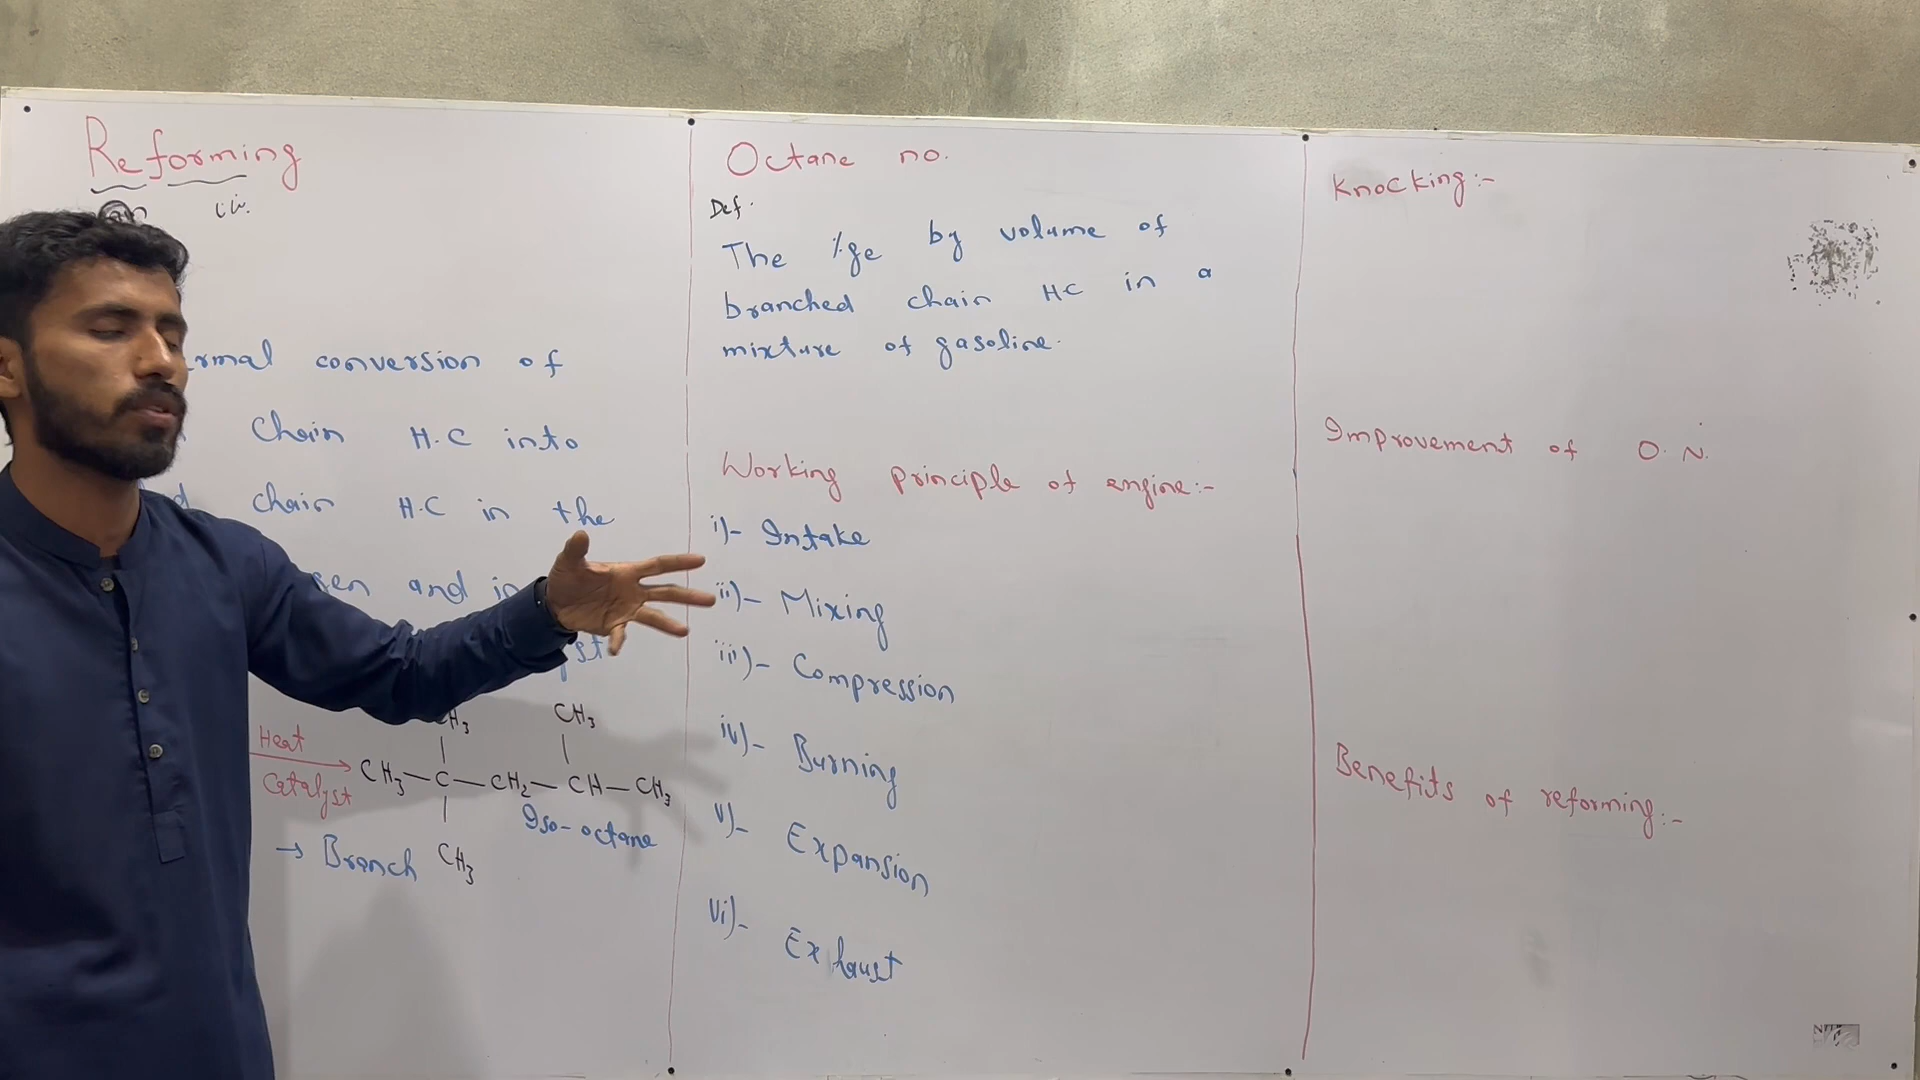 Reforming
Octane no.
Knocking:-
Def.
The %ge by volume of
branched chain HC in a
mixture of gasoline.
conversion of
chain H.C into
chain H.C in the
and in
Improvement of O.N.
Working principle of engine:-
i)- Intake
ii)- Mixing
iii)- Compression
iv)- Burning
v)- Expansion
vi)- Exhaust
CH3
Heat
Catalyst
CH3—C—CH2—CH—CH3
Iso-octane
→ Branch CH3
Benefits of reforming:-